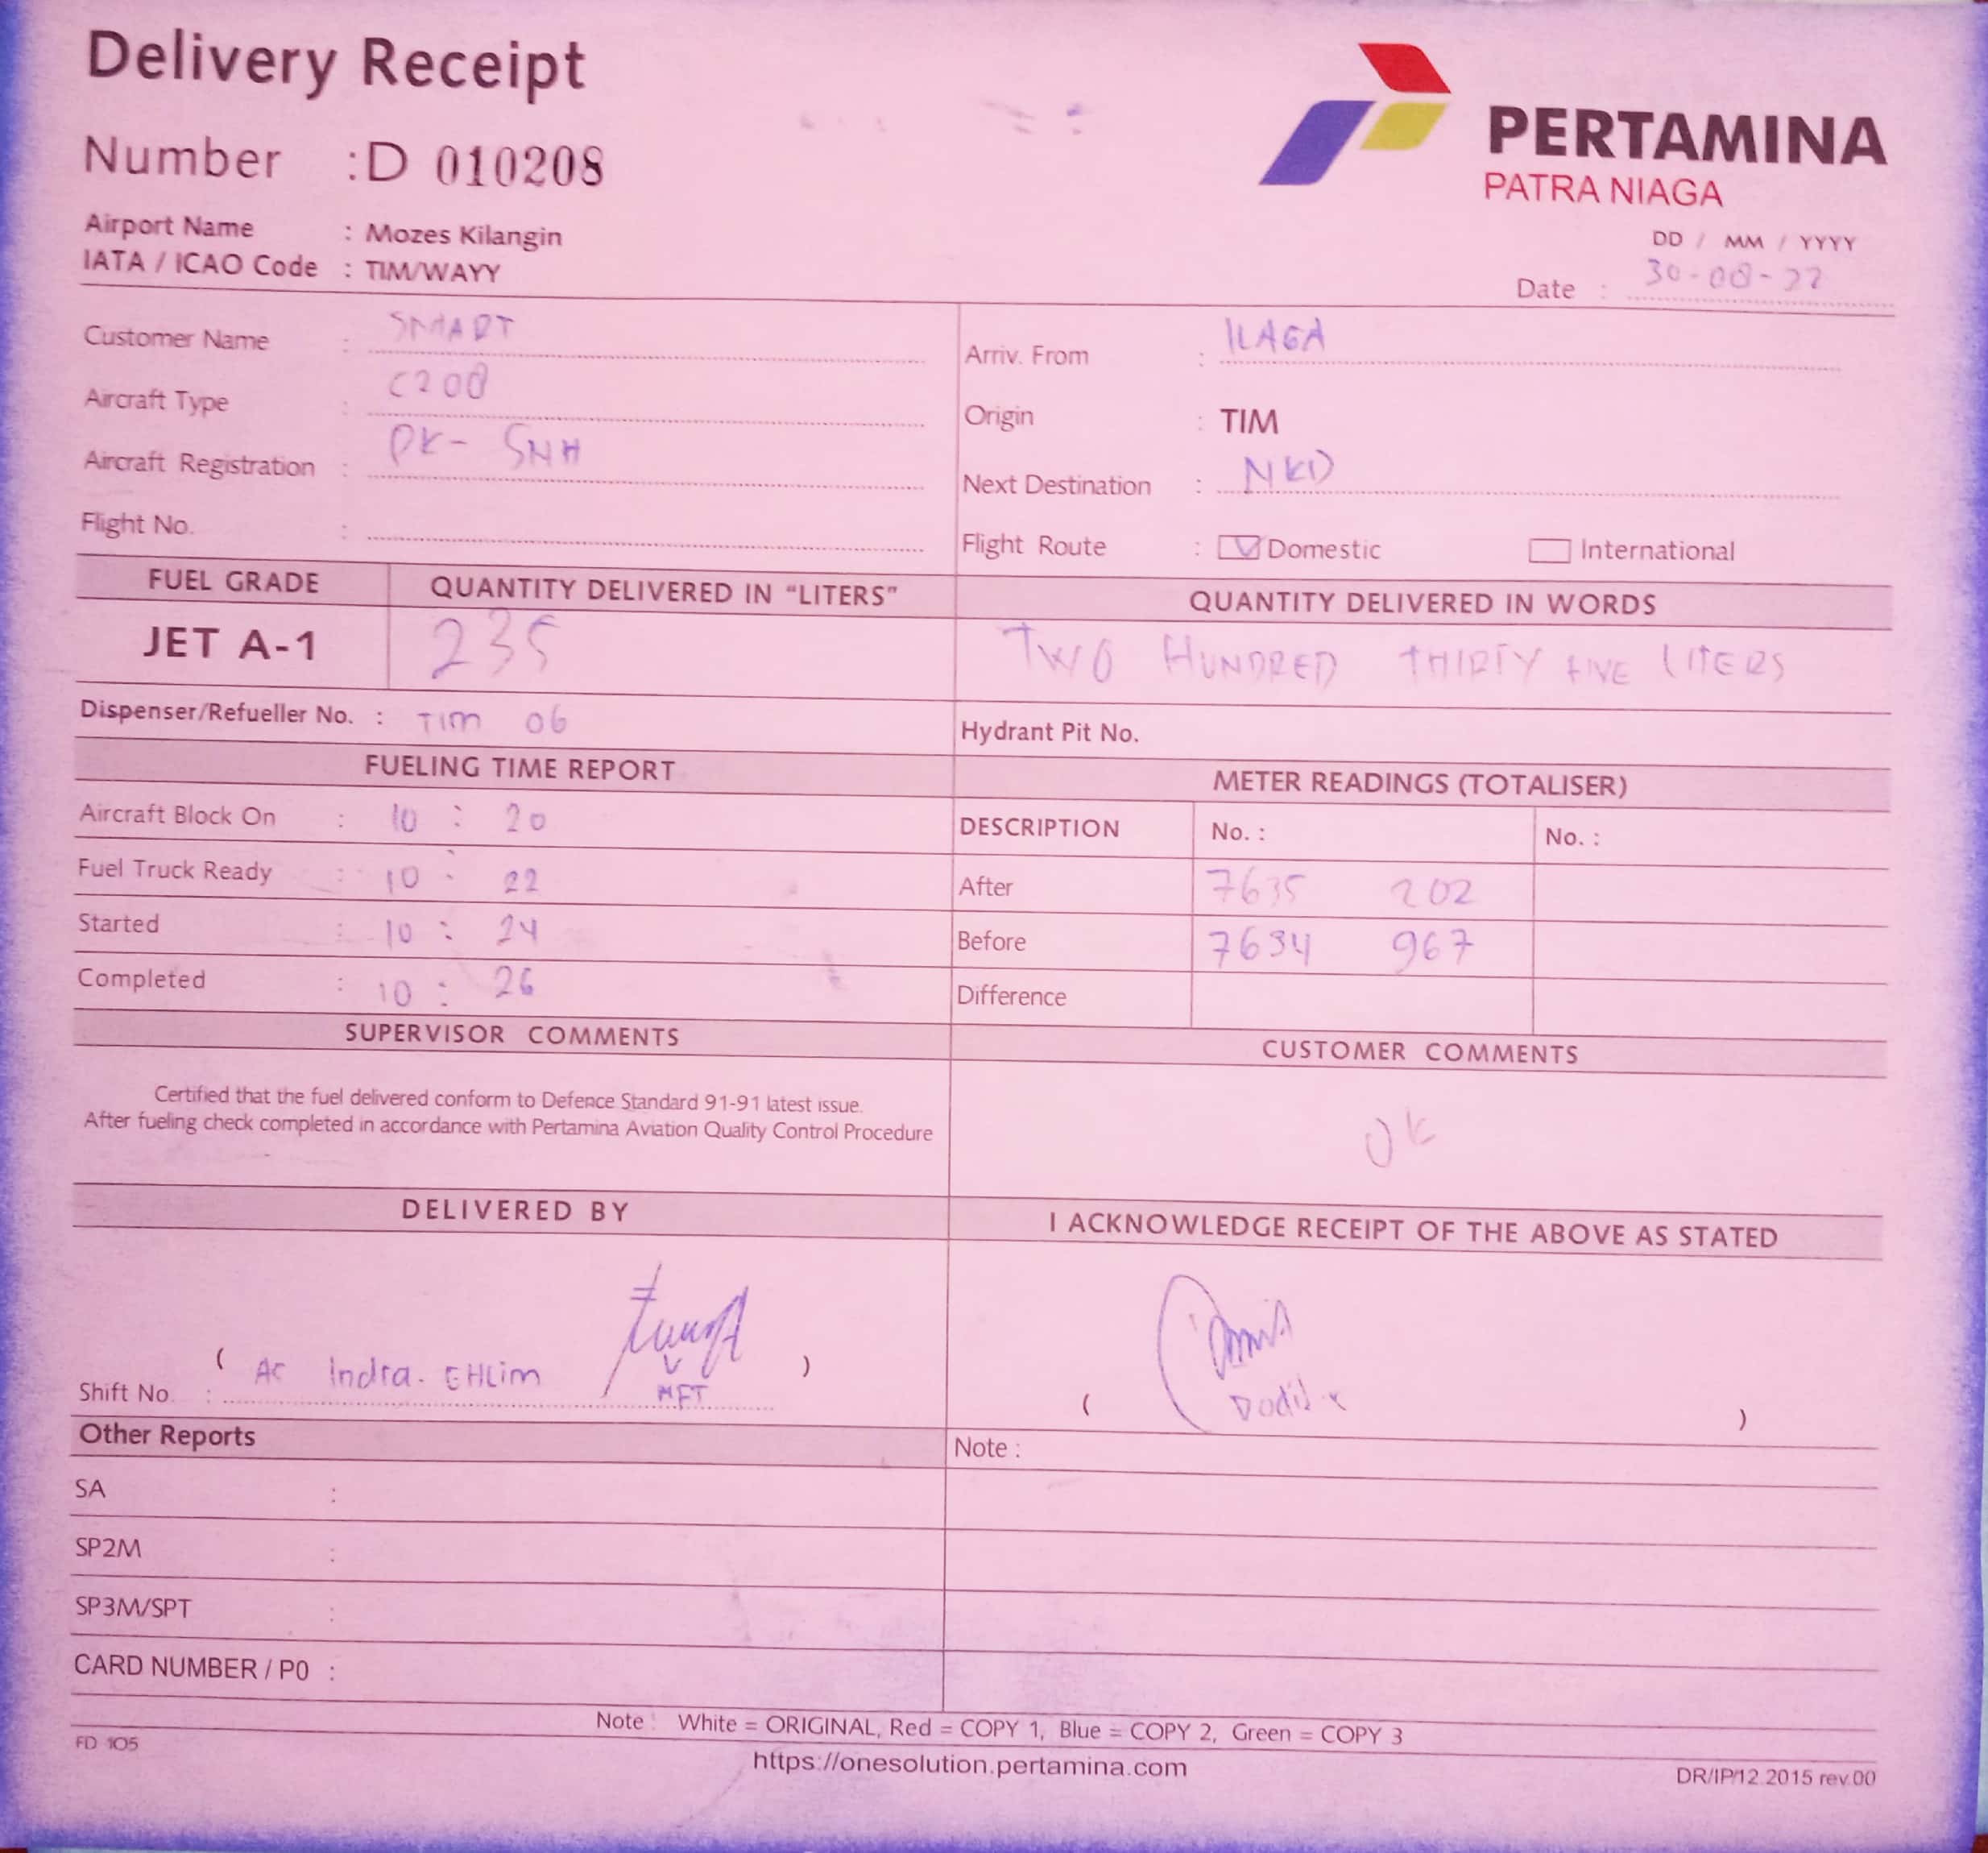 Delivery Receipt
Number : D 010208
PERTAMINA
PATRA NIAGA
Airport Name : Mozes Kilangin
IATA / ICAO Code : TIM/WAYY
DD / MM / YYYY
Date : 30-08-22
Customer Name : SMART
Aircraft Type : C208
Aircraft Registration : PK-SNH
Flight No. :
Arriv. From : ILAGA
Origin : TIM
Next Destination : NKD
Flight Route : Domestic International
FUEL GRADE QUANTITY DELIVERED IN "LITERS" QUANTITY DELIVERED IN WORDS
JET A-1 235 TWO HUNDRED THIRTY FIVE LITERS
Dispenser/Refueller No. : TIM 06 Hydrant Pit No.
FUELING TIME REPORT
Aircraft Block On : 10 : 20
Fuel Truck Ready : 10 : 22
Started : 10 : 24
Completed : 10 : 26
METER READINGS (TOTALISER)
DESCRIPTION No. : No. :
After 7635 202
Before 7634 967
Difference
SUPERVISOR COMMENTS
Certified that the fuel delivered conform to Defence Standard 91-91 latest issue.
After fueling check completed in accordance with Pertamina Aviation Quality Control Procedure
CUSTOMER COMMENTS
OK
DELIVERED BY
( AC Indra. )
Shift No. : MFT
I ACKNOWLEDGE RECEIPT OF THE ABOVE AS STATED
( )
Other Reports
SA :
SP2M :
SP3M/SPT :
CARD NUMBER / P0 :
Note :
Note : White = ORIGINAL, Red = COPY 1, Blue = COPY 2, Green = COPY 3
FD 105
https://onesolution.pertamina.com
DR/IP/12.2015 rev.00